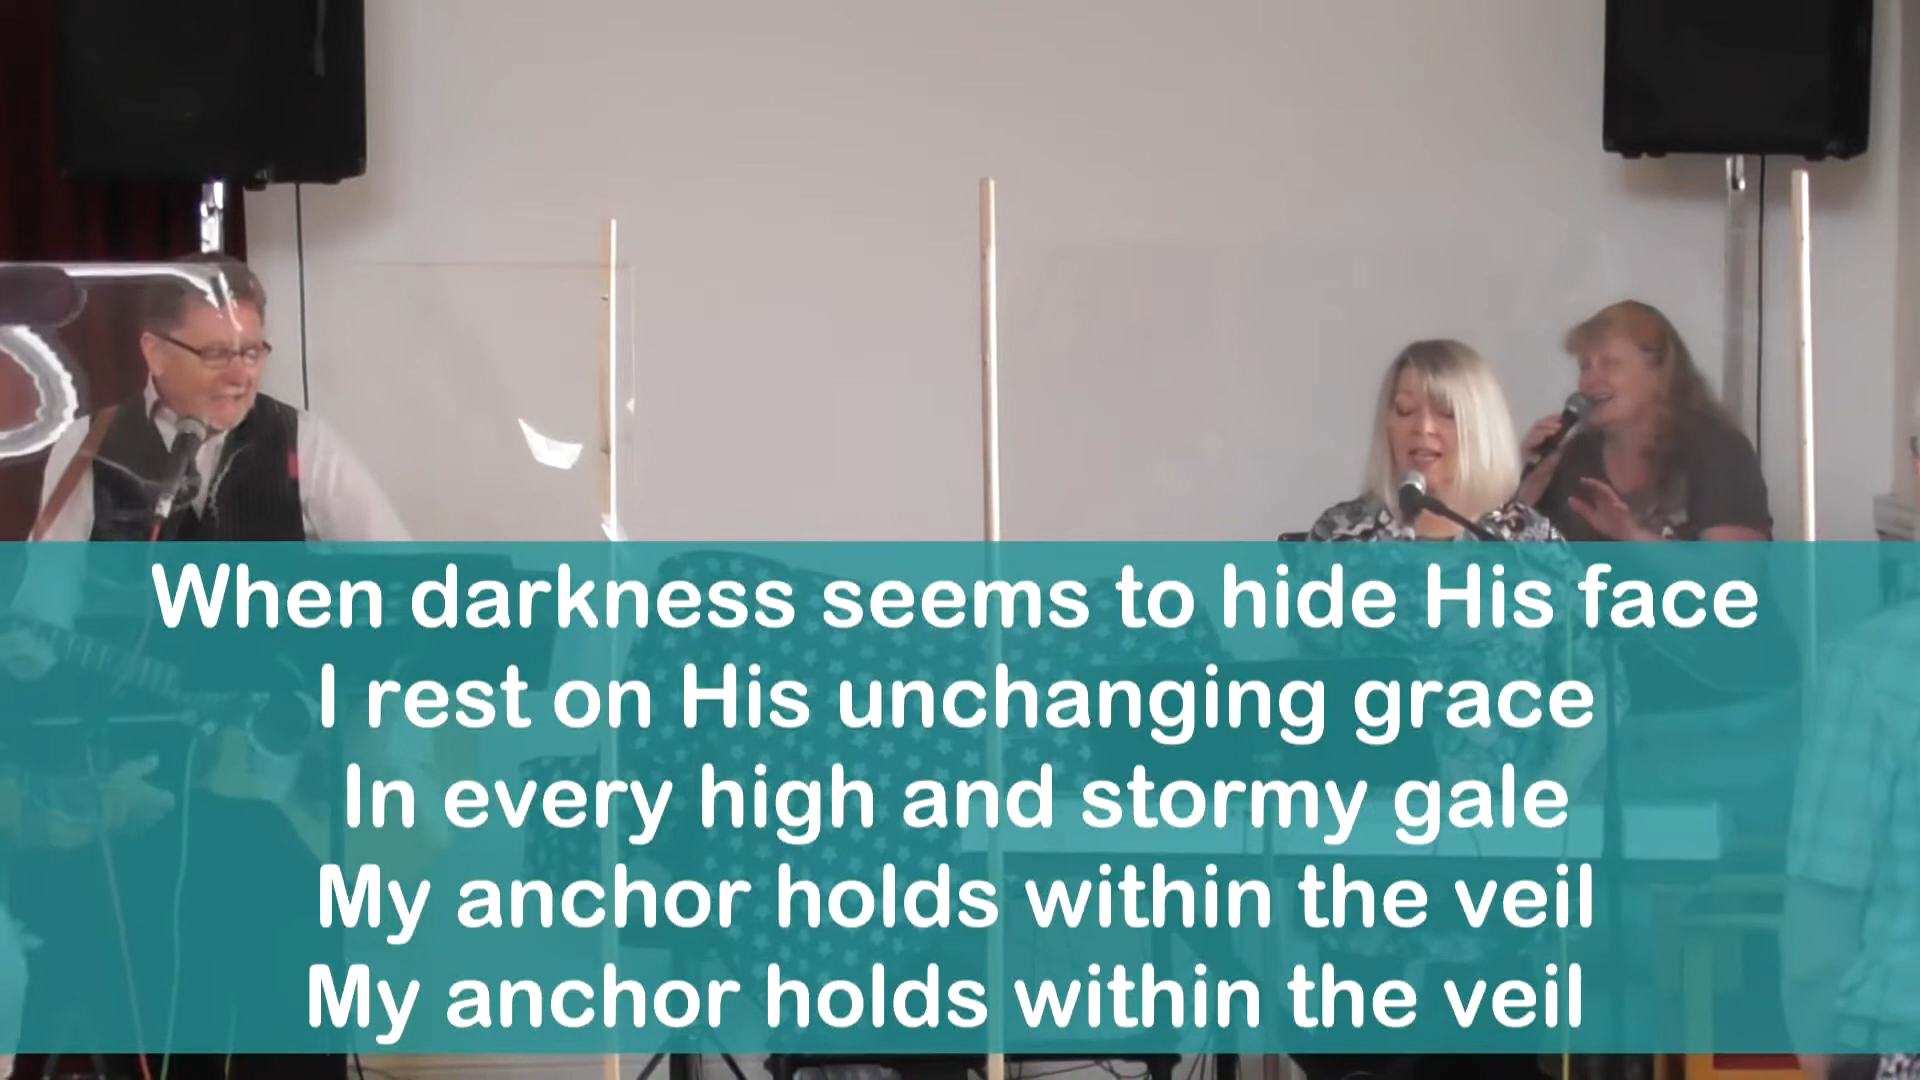 When darkness seems to hide His face
I rest on His unchanging grace
In every high and stormy gale
My anchor holds within the veil
My anchor holds within the veil